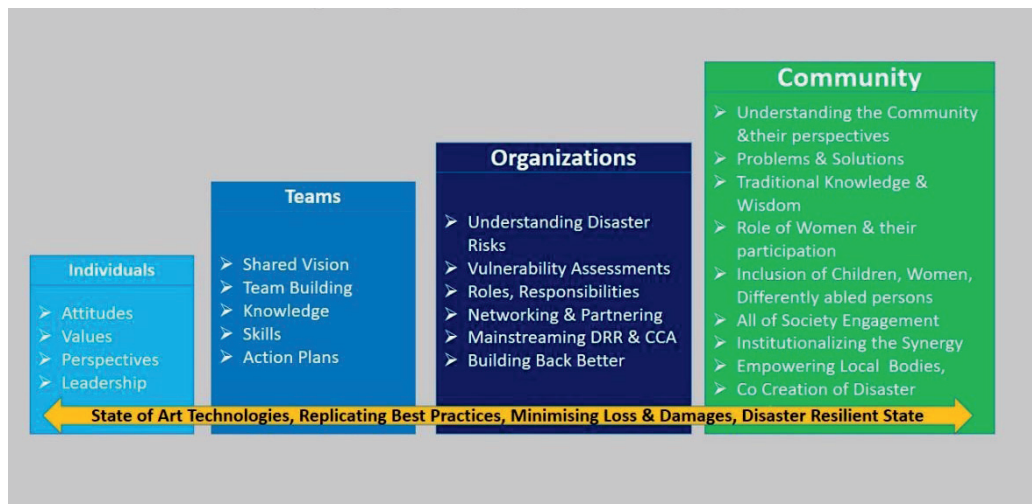 Individuals
➢ Attitudes
➢ Values
➢ Perspectives
➢ Leadership
Teams
➢ Shared Vision
➢ Team Building
➢ Knowledge
➢ Skills
➢ Action Plans
Organizations
➢ Understanding Disaster
Risks
➢ Vulnerability Assessments
➢ Roles, Responsibilities
➢ Networking & Partnering
➢ Mainstreaming DRR & CCA
➢ Building Back Better
Community
➢ Understanding the Community
&their perspectives
➢ Problems & Solutions
➢ Traditional Knowledge &
Wisdom
➢ Role of Women & their
participation
➢ Inclusion of Children, Women,
Differently abled persons
➢ All of Society Engagement
➢ Institutionalizing the Synergy
➢ Empowering Local Bodies,
➢ Co Creation of Disaster
State of Art Technologies, Replicating Best Practices, Minimising Loss & Damages, Disaster Resilient State